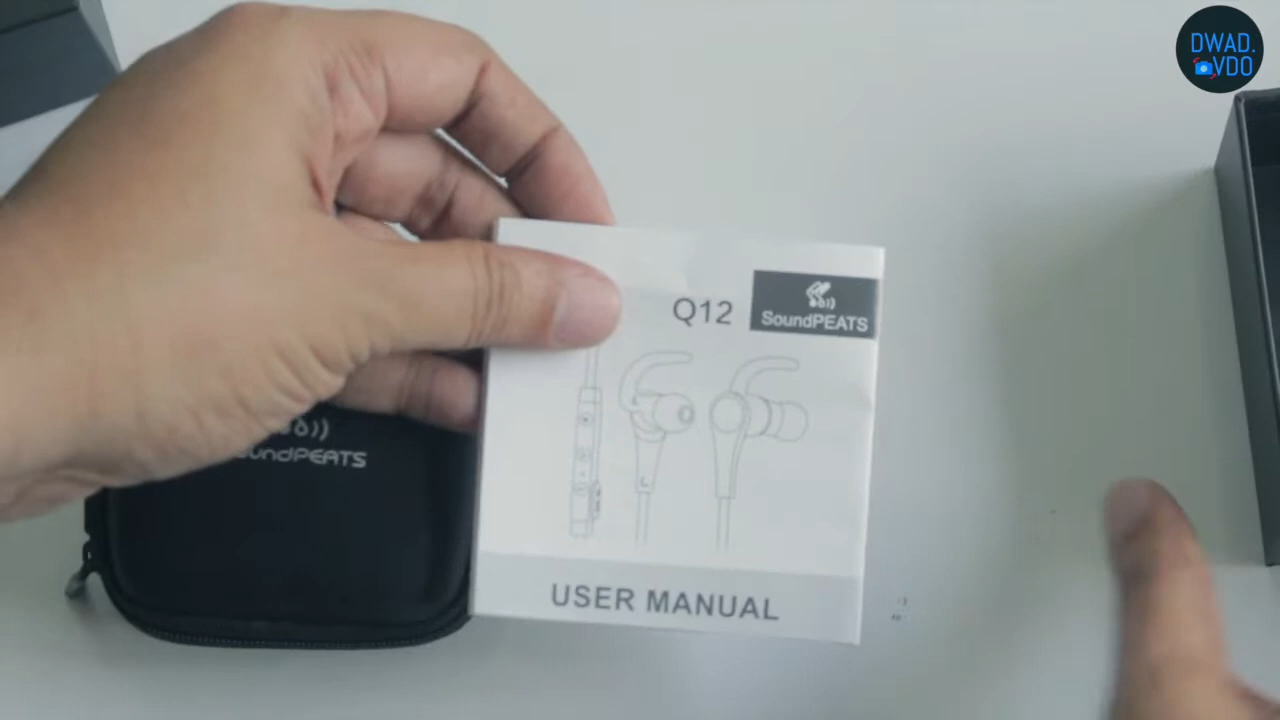 DWAD.
VDO
Q12
SoundPEATS
SoundPEATS
USER MANUAL